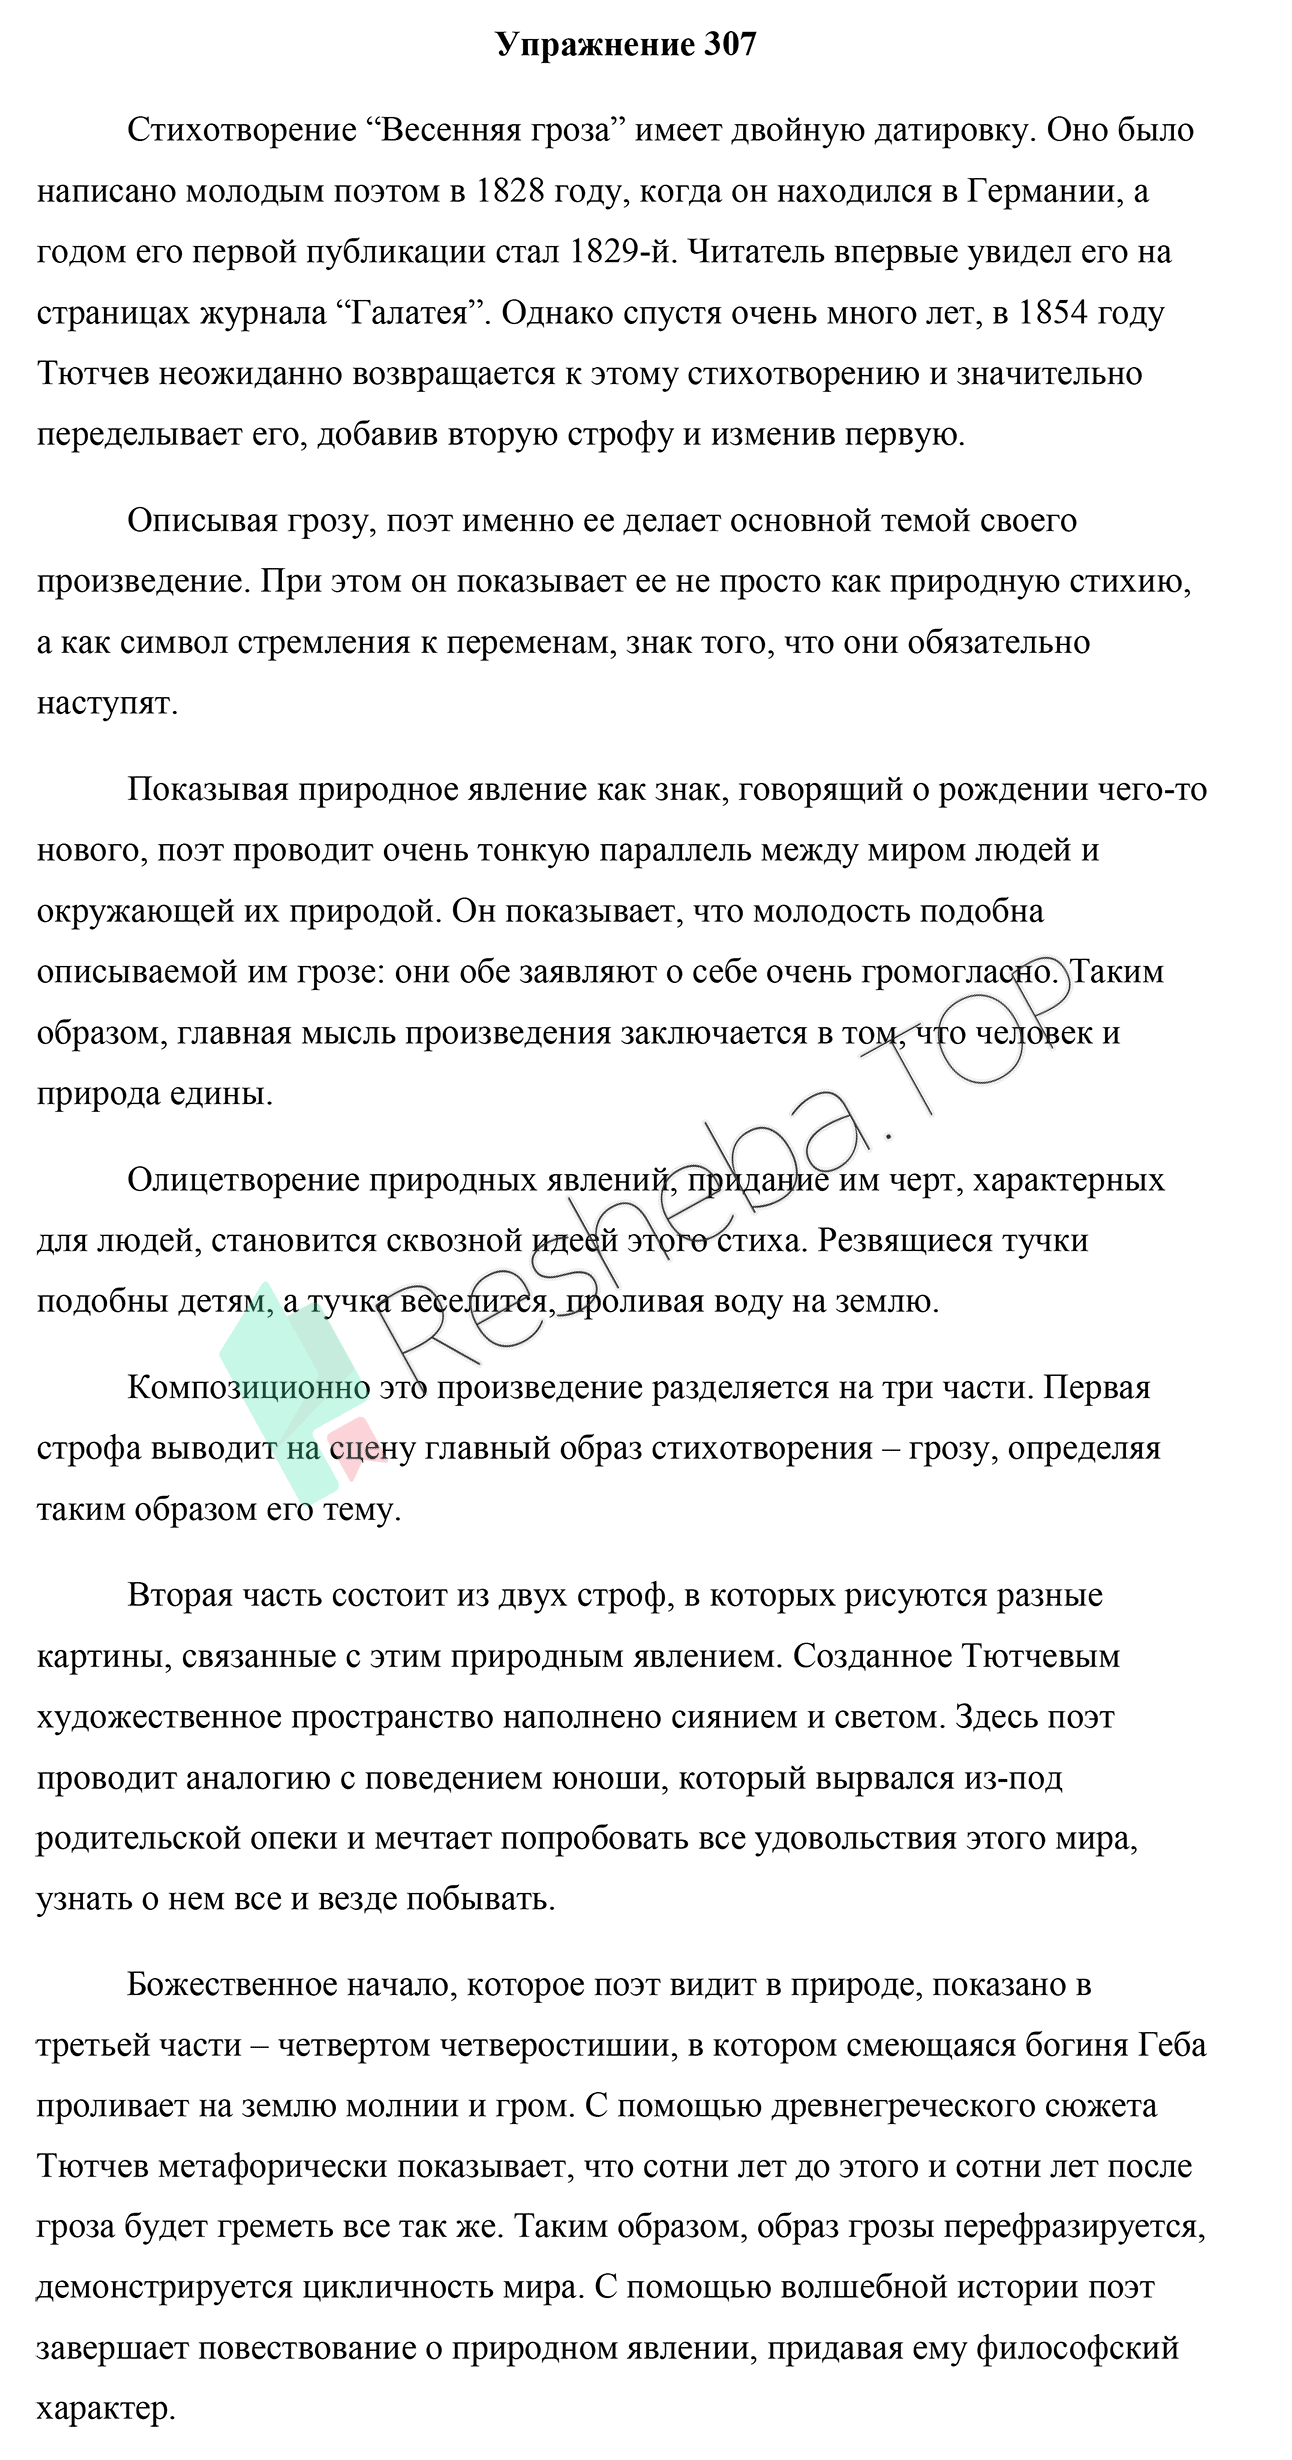 Упражнение 307
Стихотворение “Весенняя гроза” имеет двойную датировку. Оно было
написано молодым поэтом в 1828 году, когда он находился в Германии, а
годом его первой публикации стал 1829-й. Читатель впервые увидел его на
страницах журнала “Галатея”. Однако спустя очень много лет, в 1854 году
Тютчев неожиданно возвращается к этому стихотворению и значительно
переделывает его, добавив вторую строфу и изменив первую.
Описывая грозу, поэт именно ее делает основной темой своего
произведение. При этом он показывает ее не просто как природную стихию,
а как символ стремления к переменам, знак того, что они обязательно
наступят.
Показывая природное явление как знак, говорящий о рождении чего-то
нового, поэт проводит очень тонкую параллель между миром людей и
окружающей их природой. Он показывает, что молодость подобна
описываемой им грозе: они обе заявляют о себе очень громогласно. Таким
образом, главная мысль произведения заключается в том, что человек и
природа едины.
Олицетворение природных явлений, придание им черт, характерных
для людей, становится сквозной идеей этого стиха. Резвящиеся тучки
подобны детям, а тучка веселится, проливая воду на землю.
Композиционно это произведение разделяется на три части. Первая
строфа выводит на сцену главный образ стихотворения – грозу, определяя
таким образом его тему.
Вторая часть состоит из двух строф, в которых рисуются разные
картины, связанные с этим природным явлением. Созданное Тютчевым
художественное пространство наполнено сиянием и светом. Здесь поэт
проводит аналогию с поведением юноши, который вырвался из-под
родительской опеки и мечтает попробовать все удовольствия этого мира,
узнать о нем все и везде побывать.
Божественное начало, которое поэт видит в природе, показано в
третьей части – четвертом четверостишии, в котором смеющаяся богиня Геба
проливает на землю молнии и гром. С помощью древнегреческого сюжета
Тютчев метафорически показывает, что сотни лет до этого и сотни лет после
гроза будет греметь все так же. Таким образом, образ грозы перефразируется,
демонстрируется цикличность мира. С помощью волшебной истории поэт
завершает повествование о природном явлении, придавая ему философский
характер.
Resheba.TOP